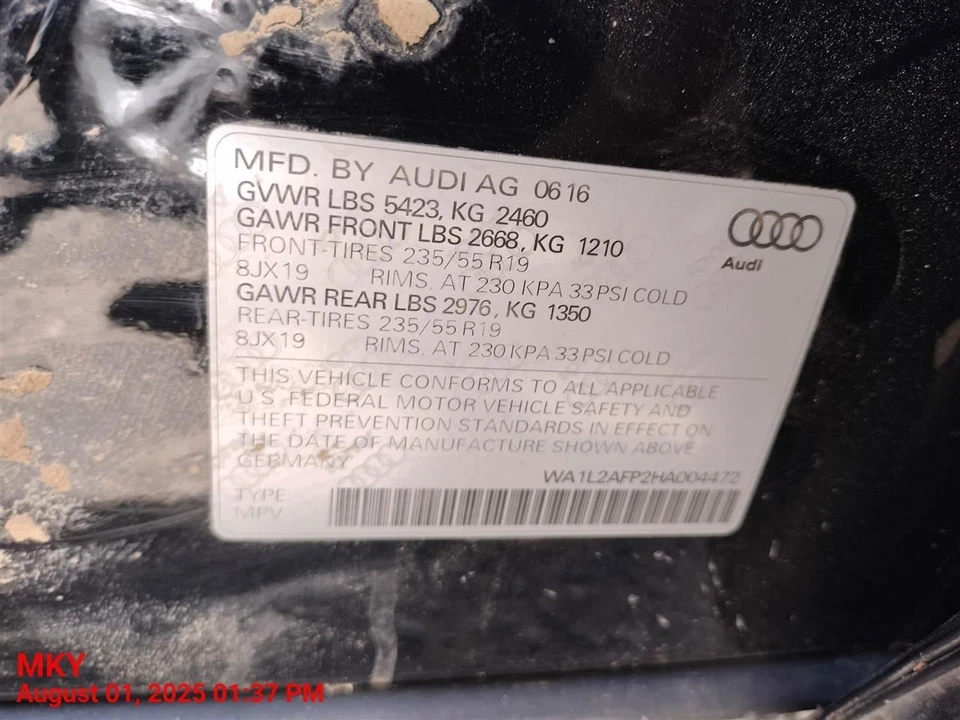 MFD. BY AUDI AG 06 16
GVWR LBS 5423, KG 2460
GAWR FRONT LBS 2668, KG 1210
FRONT-TIRES 235/55 R19
8JX19 RIMS, AT 230 KPA 33 PSI COLD
GAWR REAR LBS 2976, KG 1350
REAR-TIRES 235/55 R19
8JX19 RIMS, AT 230 KPA 33 PSI COLD
Audi
THIS VEHICLE CONFORMS TO ALL APPLICABLE
U.S. FEDERAL MOTOR VEHICLE SAFETY AND
THEFT PREVENTION STANDARDS IN EFFECT ON
THE DATE OF MANUFACTURE SHOWN ABOVE
GERMANY
WA1L2AFP2HA004472
TYPE:
MPV
MKY
August 01, 2025 01:37 PM